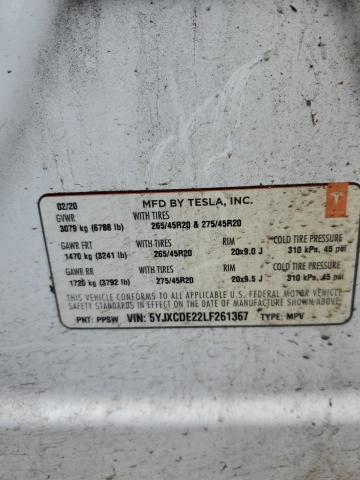 02/20 MFD BY TESLA, INC.
GVWR WITH TIRES
3079 kg (6788 lb) 265/45R20 & 275/45R20
GAWR FRT WITH TIRES RIM COLD TIRE PRESSURE
1470 kg (3241 lb) 265/45R20 20x9.0 J 310 kPa, 45 psi
GAWR RR WITH TIRES RIM COLD TIRE PRESSURE
1720 kg (3792 lb) 275/45R20 20x9.5 J 310 kPa, 45 psi
THIS VEHICLE CONFORMS TO ALL APPLICABLE U.S. FEDERAL MOTOR VEHICLE
SAFETY STANDARDS IN EFFECT ON THE DATE OF MANUFACTURE SHOWN ABOVE.
PNT: PPSW VIN: 5YJXCDE22LF261367 TYPE: MPV